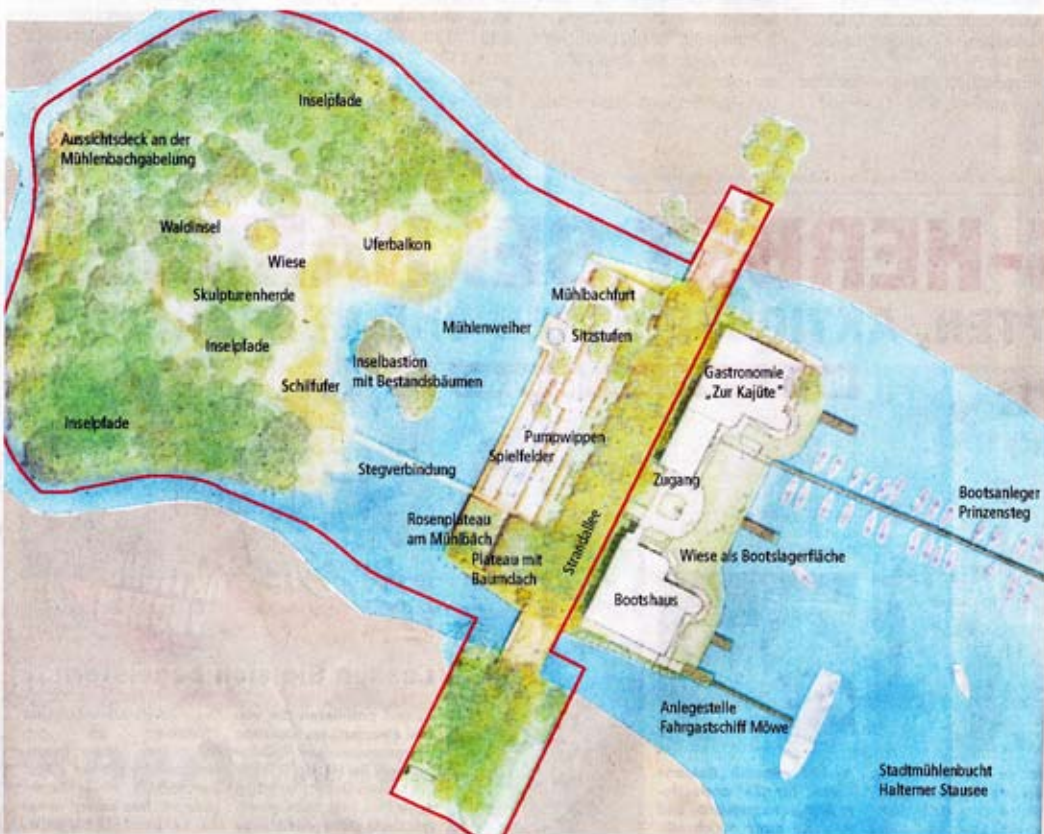 Inselpfade
Aussichtsdeck an der
Mühlenbachgabelung
Waldinsel
Uferbalkon
Wiese
Skulpturenherde
Mühlbachfurt
Mühlenweiher
Sitzstufen
Inselpfade
Inselbastion
mit Bestandsbäumen
Schilfufer
Gastronomie
„Zur Kajüte“
Inselpfade
Pumpwippen
Spielfelder
Stegverbindung
Zugang
Bootsanleger
Prinzensteg
Rosenplateau
am Mühlbach
Plateau mit
Baumdach
Strandallee
Wiese als Bootslagerfläche
Bootshaus
Anlegestelle
Fahrgastschiff Möwe
Stadtmühlenbucht
Halterner Stausee